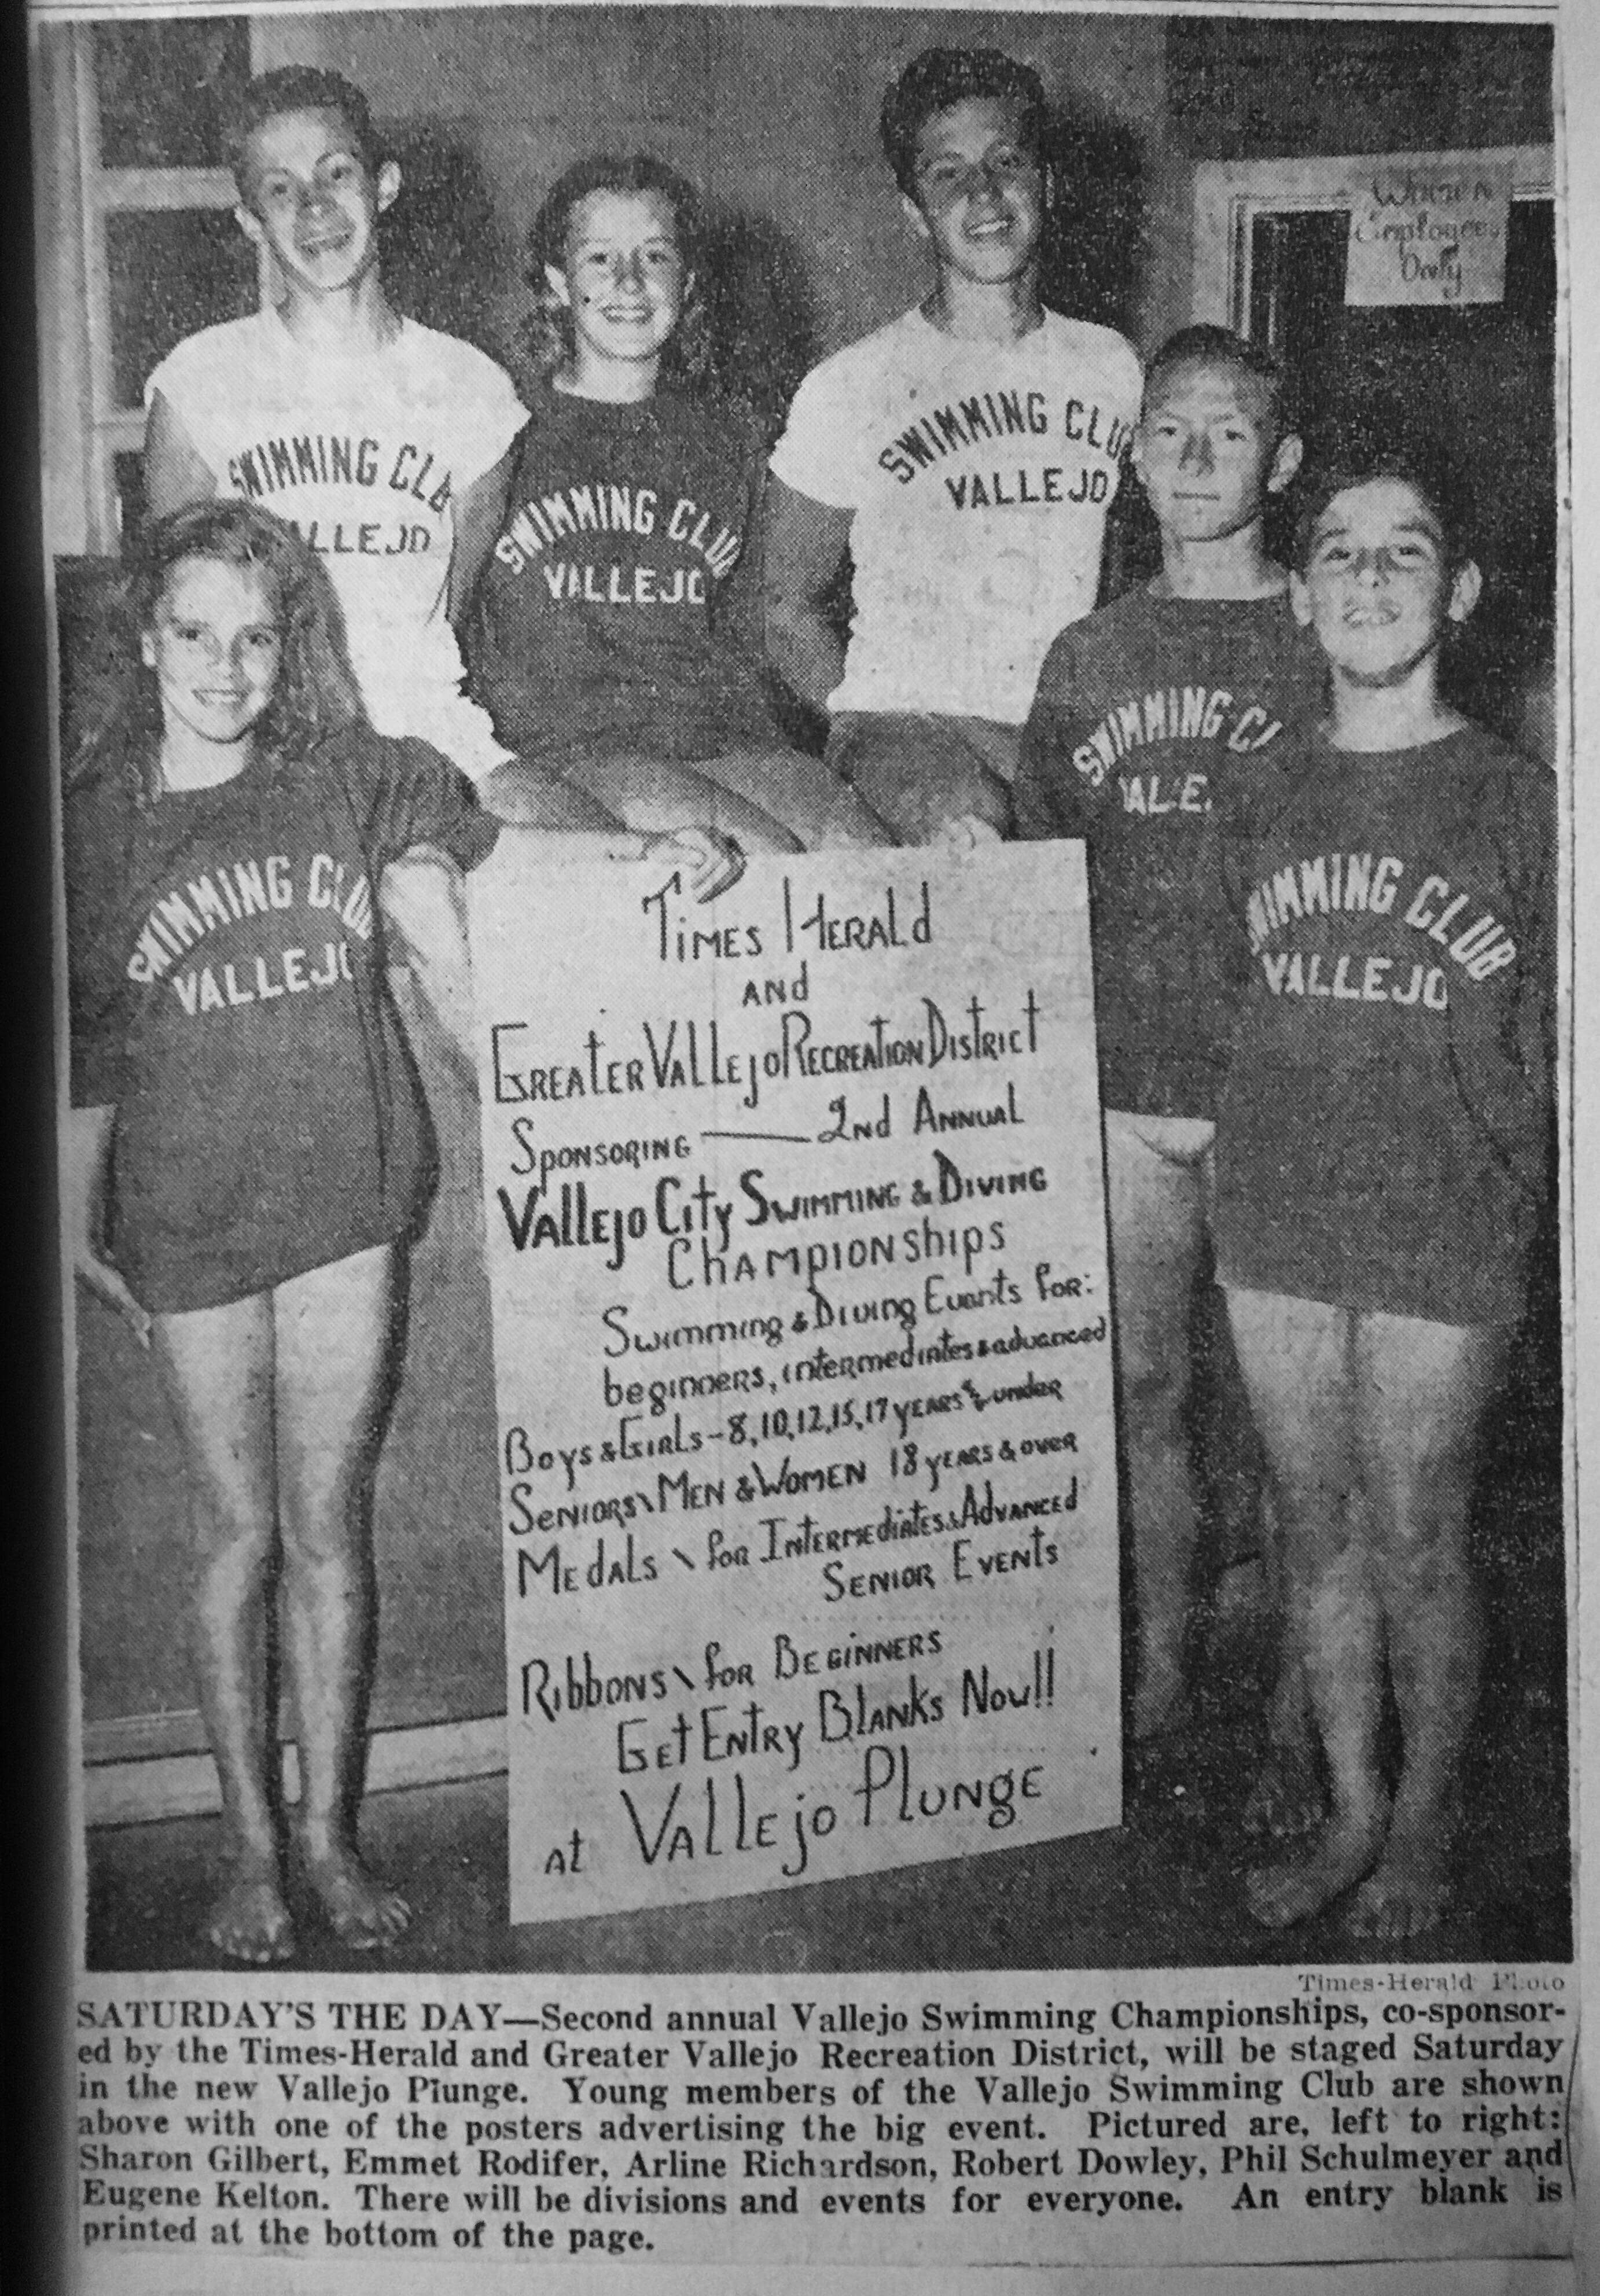 Women
Employees
Only
SWIMMING CLUB
LLEJO
SWIMMING CLUB
VALLEJO
SWIMMING CLUB
VALLEJO
SWIMMING CL
VALLE
SWIMMING CLUB
VALLEJO
SWIMMING CLUB
VALLEJO
TIMES HERALD
AND
GREATER VALLEJO RECREATION DISTRICT
SPONSORING — 2nd ANNUAL
VALLEJO CITY SWIMMING & DIVING
CHAMPIONSHIPS
SWIMMING & DIVING EVENTS FOR:
beginners, intermediates & advanced
BOYS & GIRLS - 8, 10, 12, 15, 17 YEARS & under
SENIORS \ MEN & WOMEN 18 YEARS & over
MEDALS \ for INTERMEDIATES & ADVANCED
SENIOR EVENTS
RIBBONS \ for BEGINNERS
GET ENTRY BLANKS NOW!!
At VALLEJO PLUNGE
Times-Herald Photo
SATURDAY'S THE DAY—Second annual Vallejo Swimming Championships, co-sponsor-
ed by the Times-Herald and Greater Vallejo Recreation District, will be staged Saturday
in the new Vallejo Plunge. Young members of the Vallejo Swimming Club are shown
above with one of the posters advertising the big event. Pictured are, left to right:
Sharon Gilbert, Emmet Rodifer, Arline Richardson, Robert Dowley, Phil Schulmeyer and
Eugene Kelton. There will be divisions and events for everyone. An entry blank is
printed at the bottom of the page.